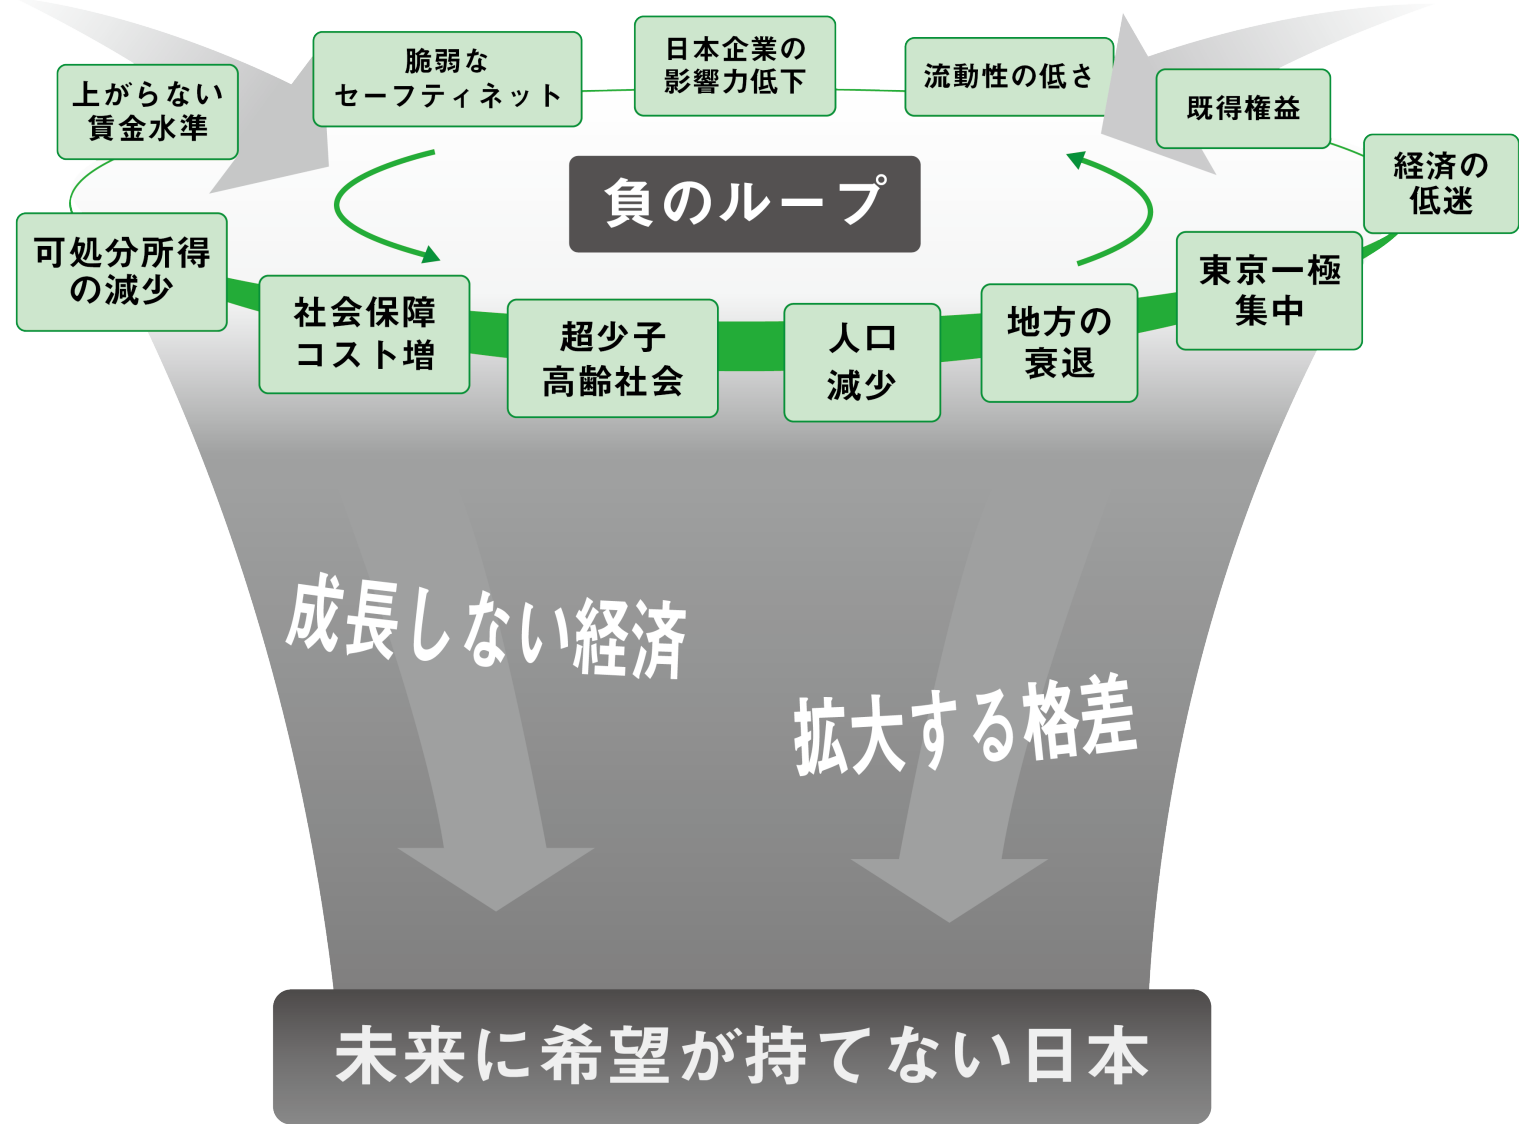 脆弱な
セーフティネット
日本企業の
影響力低下
流動性の低さ
上がらない
賃金水準
既得権益
経済の
低迷
負のループ
可処分所得
の減少
社会保障
コスト増
超少子
高齢社会
人口
減少
地方の
衰退
東京一極
集中
成長しない経済
拡大する格差
未来に希望が持てない日本